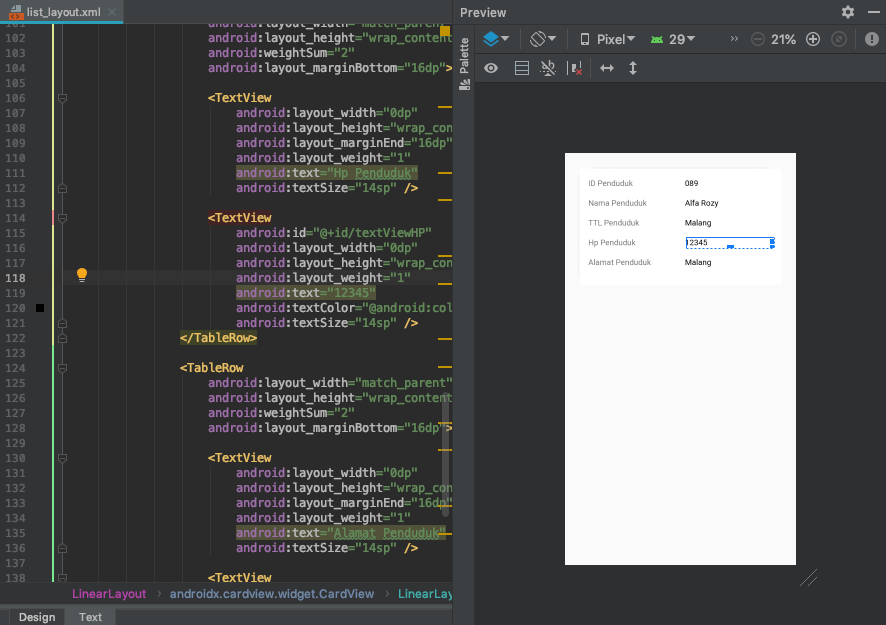 list_layout.xml
Preview
Palette
Pixel
29
21%
101
android:layout_width="match_parent
102 android:layout_height="wrap_content
103 android:weightSum="2"
104 android:layout_marginBottom="16dp">
105
106 <TextView
107 android:layout_width="0dp"
108 android:layout_height="wrap_con
109 android:layout_marginEnd="16dp"
110 android:layout_weight="1"
111 android:text="Hp Penduduk"
112 android:textSize="14sp" />
113
114 <TextView
115 android:id="@+id/textViewHP"
116 android:layout_width="0dp"
117 android:layout_height="wrap_con
118 android:layout_weight="1"
119 android:text="12345"
120 android:textColor="@android:col
121 android:textSize="14sp" />
122 </TableRow>
123
124 <TableRow
125 android:layout_width="match_parent"
126 android:layout_height="wrap_content
127 android:weightSum="2"
128 android:layout_marginBottom="16dp">
129
130 <TextView
131 android:layout_width="0dp"
132 android:layout_height="wrap_con
133 android:layout_marginEnd="16dp"
134 android:layout_weight="1"
135 android:text="Alamat Penduduk"
136 android:textSize="14sp" />
137
138 <TextView
LinearLayout › androidx.cardview.widget.CardView › LinearLay
Design Text
ID Penduduk 089
Nama Penduduk Alfa Rozy
TTL Penduduk Malang
Hp Penduduk 12345
Alamat Penduduk Malang